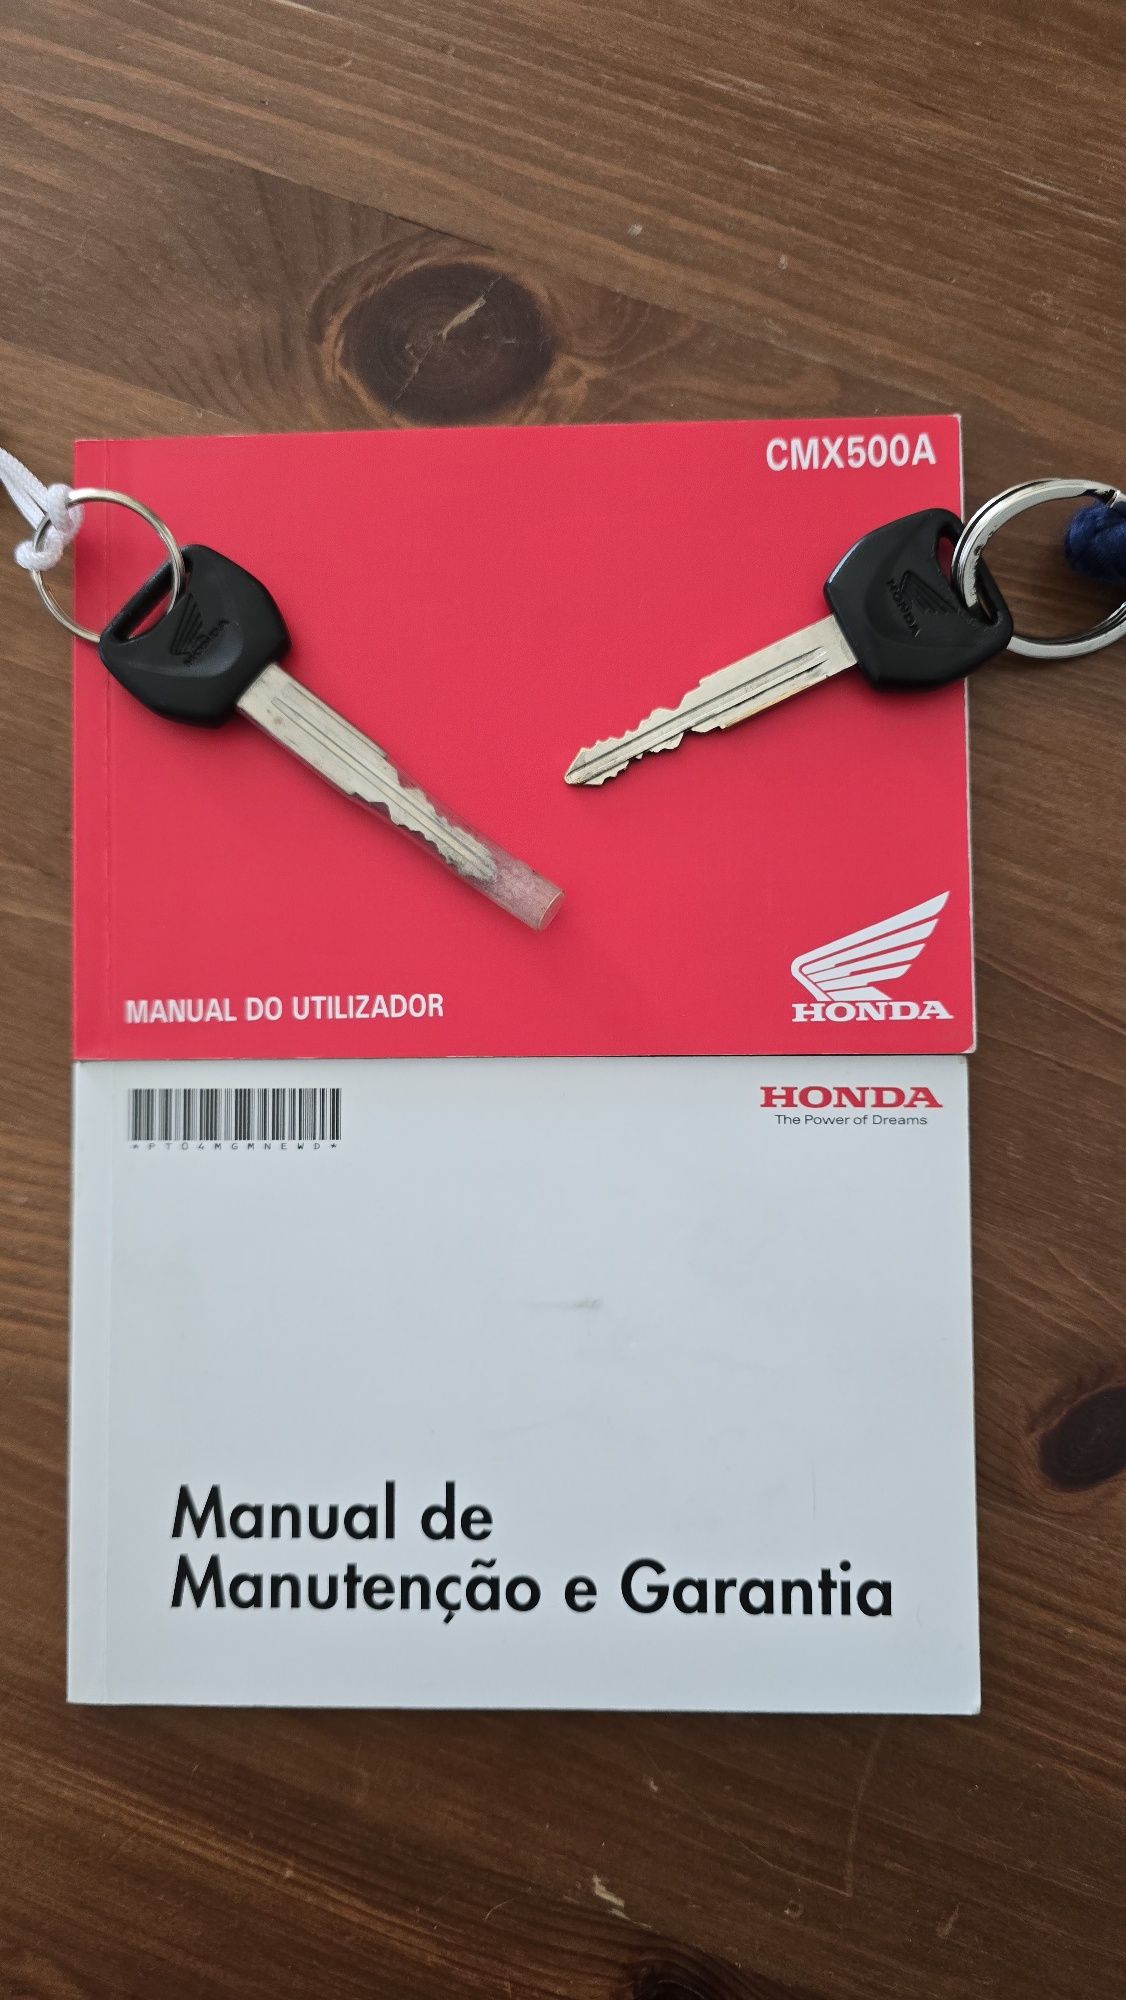 CMX500A
HONDA
HONDA
MANUAL DO UTILIZADOR
HONDA
*PT04MGMNEWD*
HONDA
The Power of Dreams
Manual de
Manutenção e Garantia